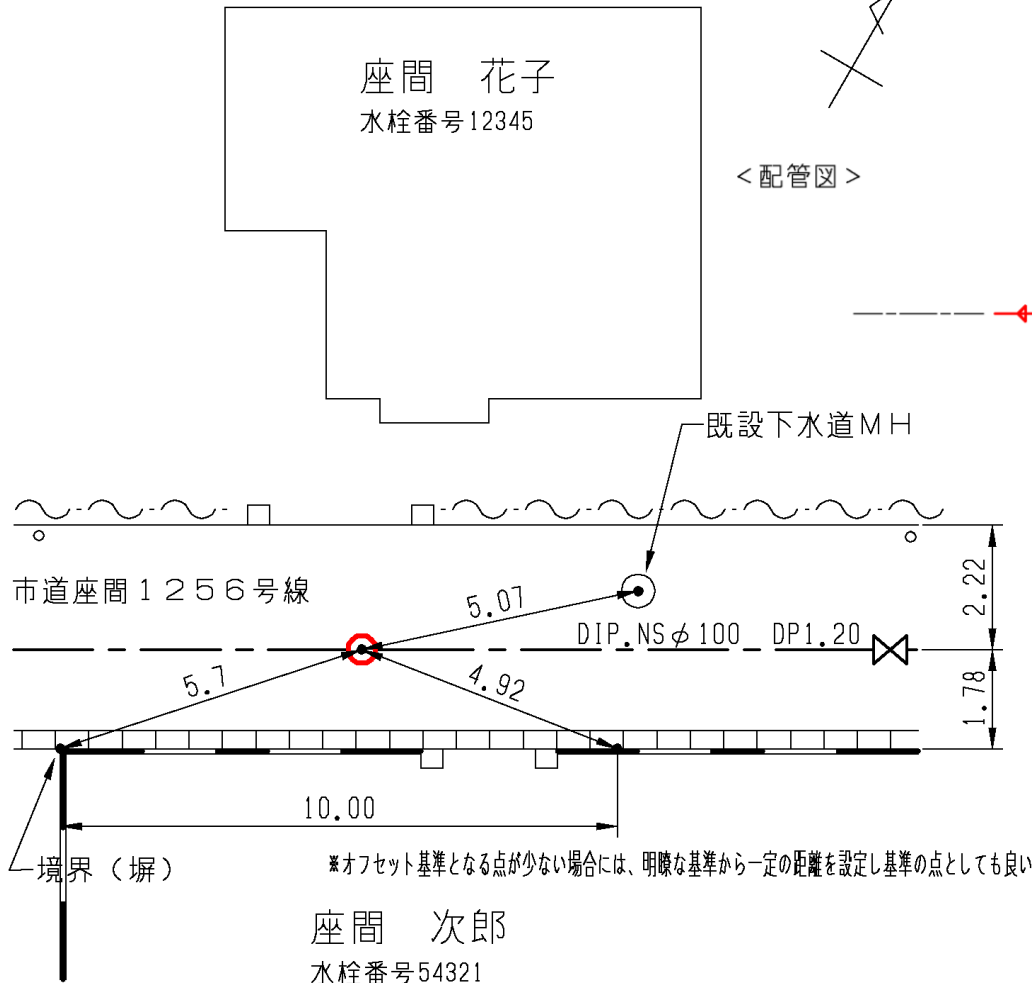 座間　花子
水栓番号12345
＜配管図＞
既設下水道ＭＨ
市道座間１２５６号線
5.07
2.22
DIP.NSφ100 DP1.20
5.7
4.92
1.78
10.00
境界（塀）
※オフセット基準となる点が少ない場合には、明瞭な基準から一定の距離を設定し基準の点としても良い
座間　次郎
水栓番号54321